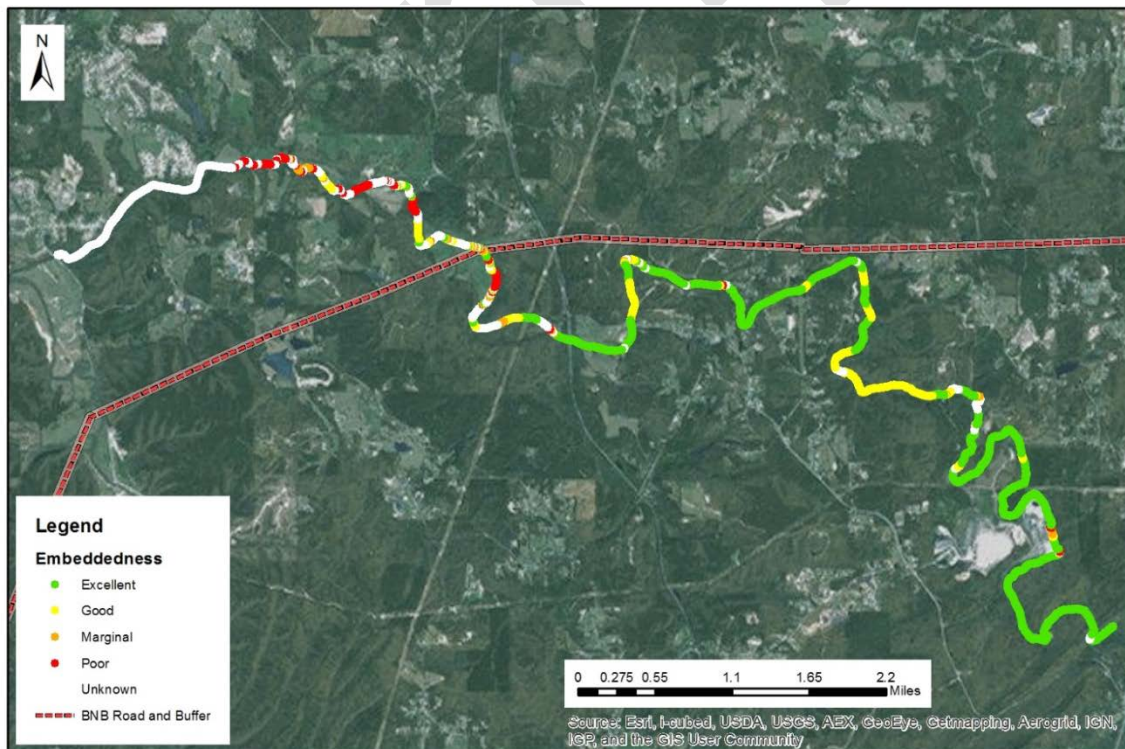 N
Legend
Embeddedness
Excellent
Good
Marginal
Poor
Unknown
BNB Road and Buffer
0 0.275 0.55 1.1 1.65 2.2
Miles
Source: Esri, i-cubed, USDA, USGS, AEX, GeoEye, Getmapping, Aerogrid, IGN,
IGP, and the GIS User Community